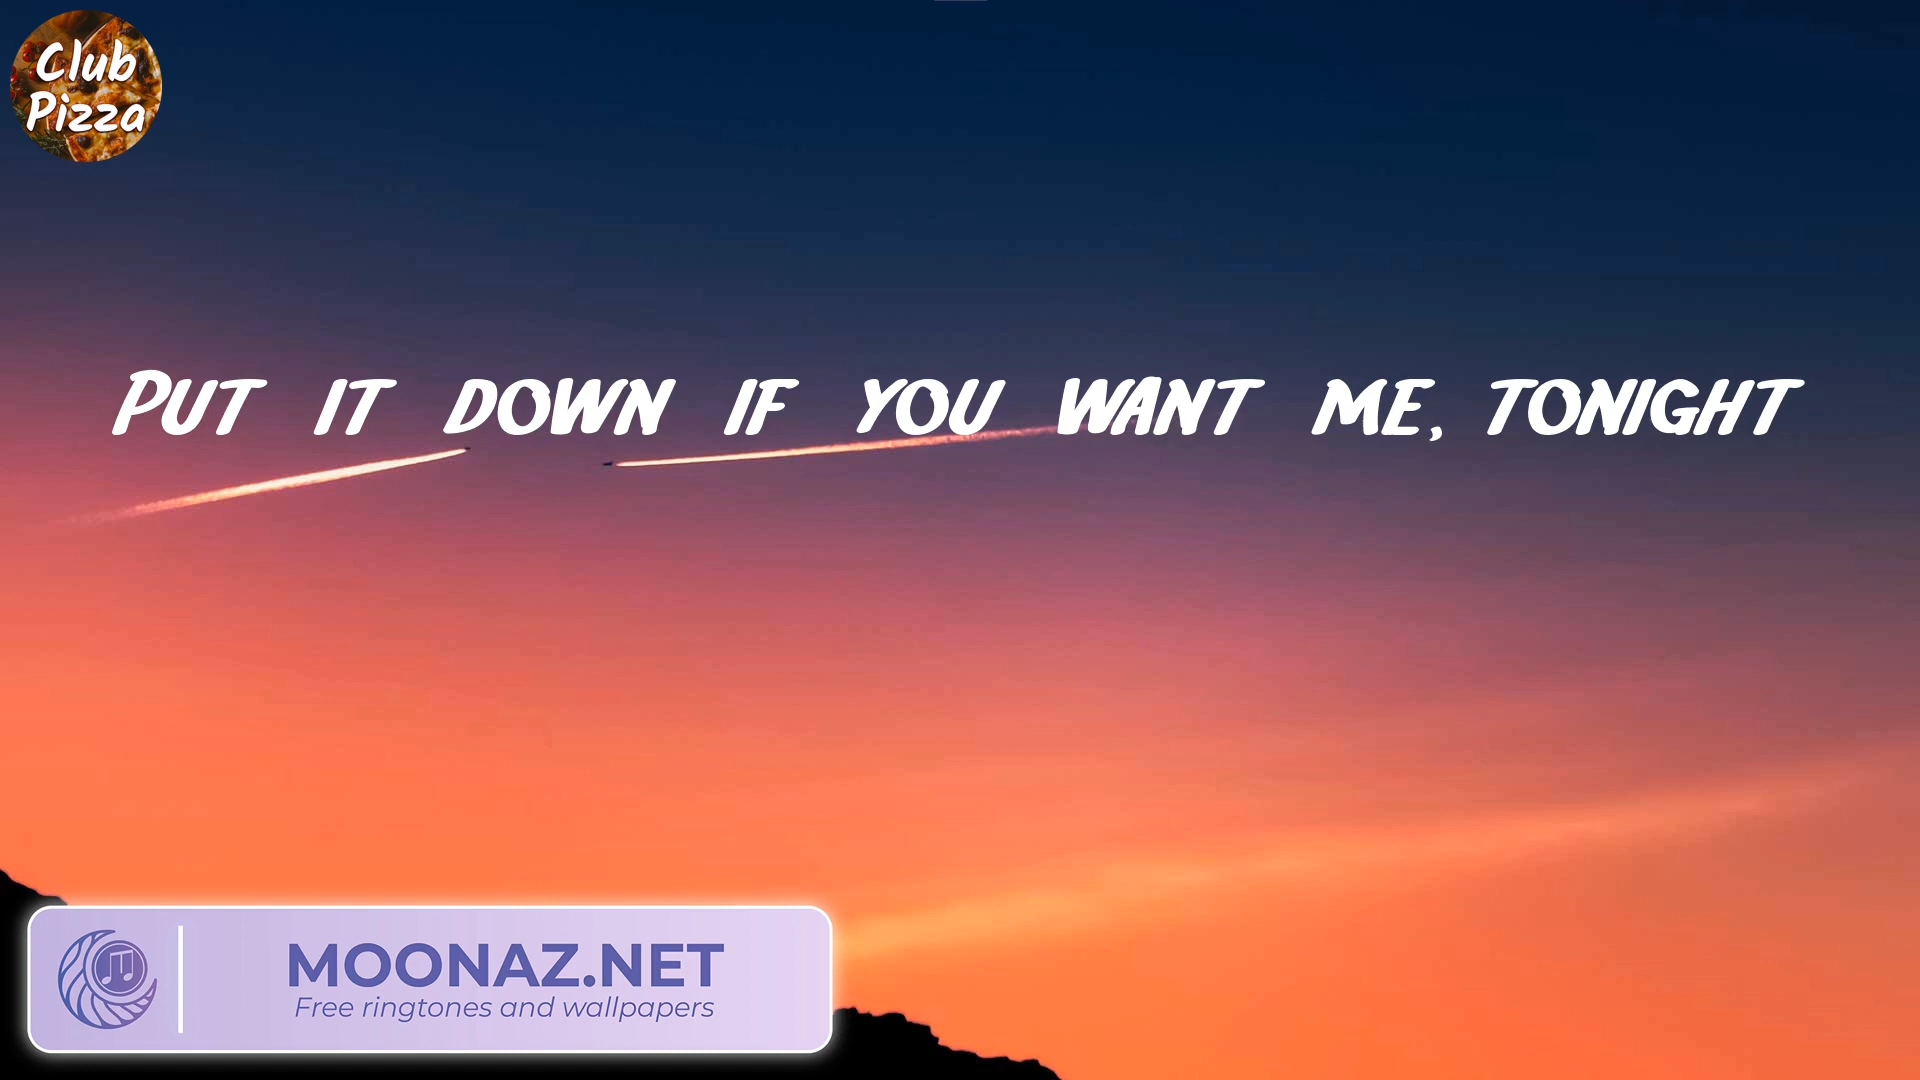 Club
Pizza
PUT IT DOWN IF YOU WANT ME, TONIGHT
MOONAZ.NET
Free ringtones and wallpapers